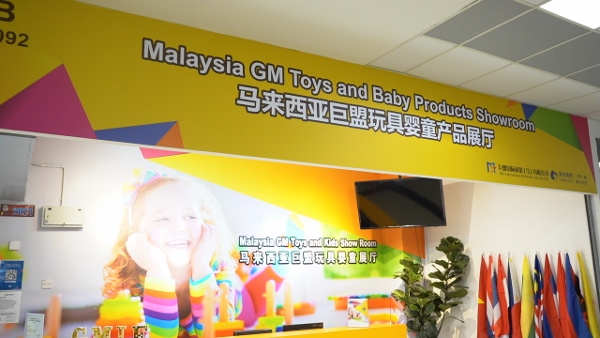 B
092
Malaysia GM Toys and Baby Products Showroom
马来西亚巨盟玩具婴童产品展厅
Malaysia GM Toys and Kids Show Room
马来西亚巨盟玩具婴童展厅
GMIE